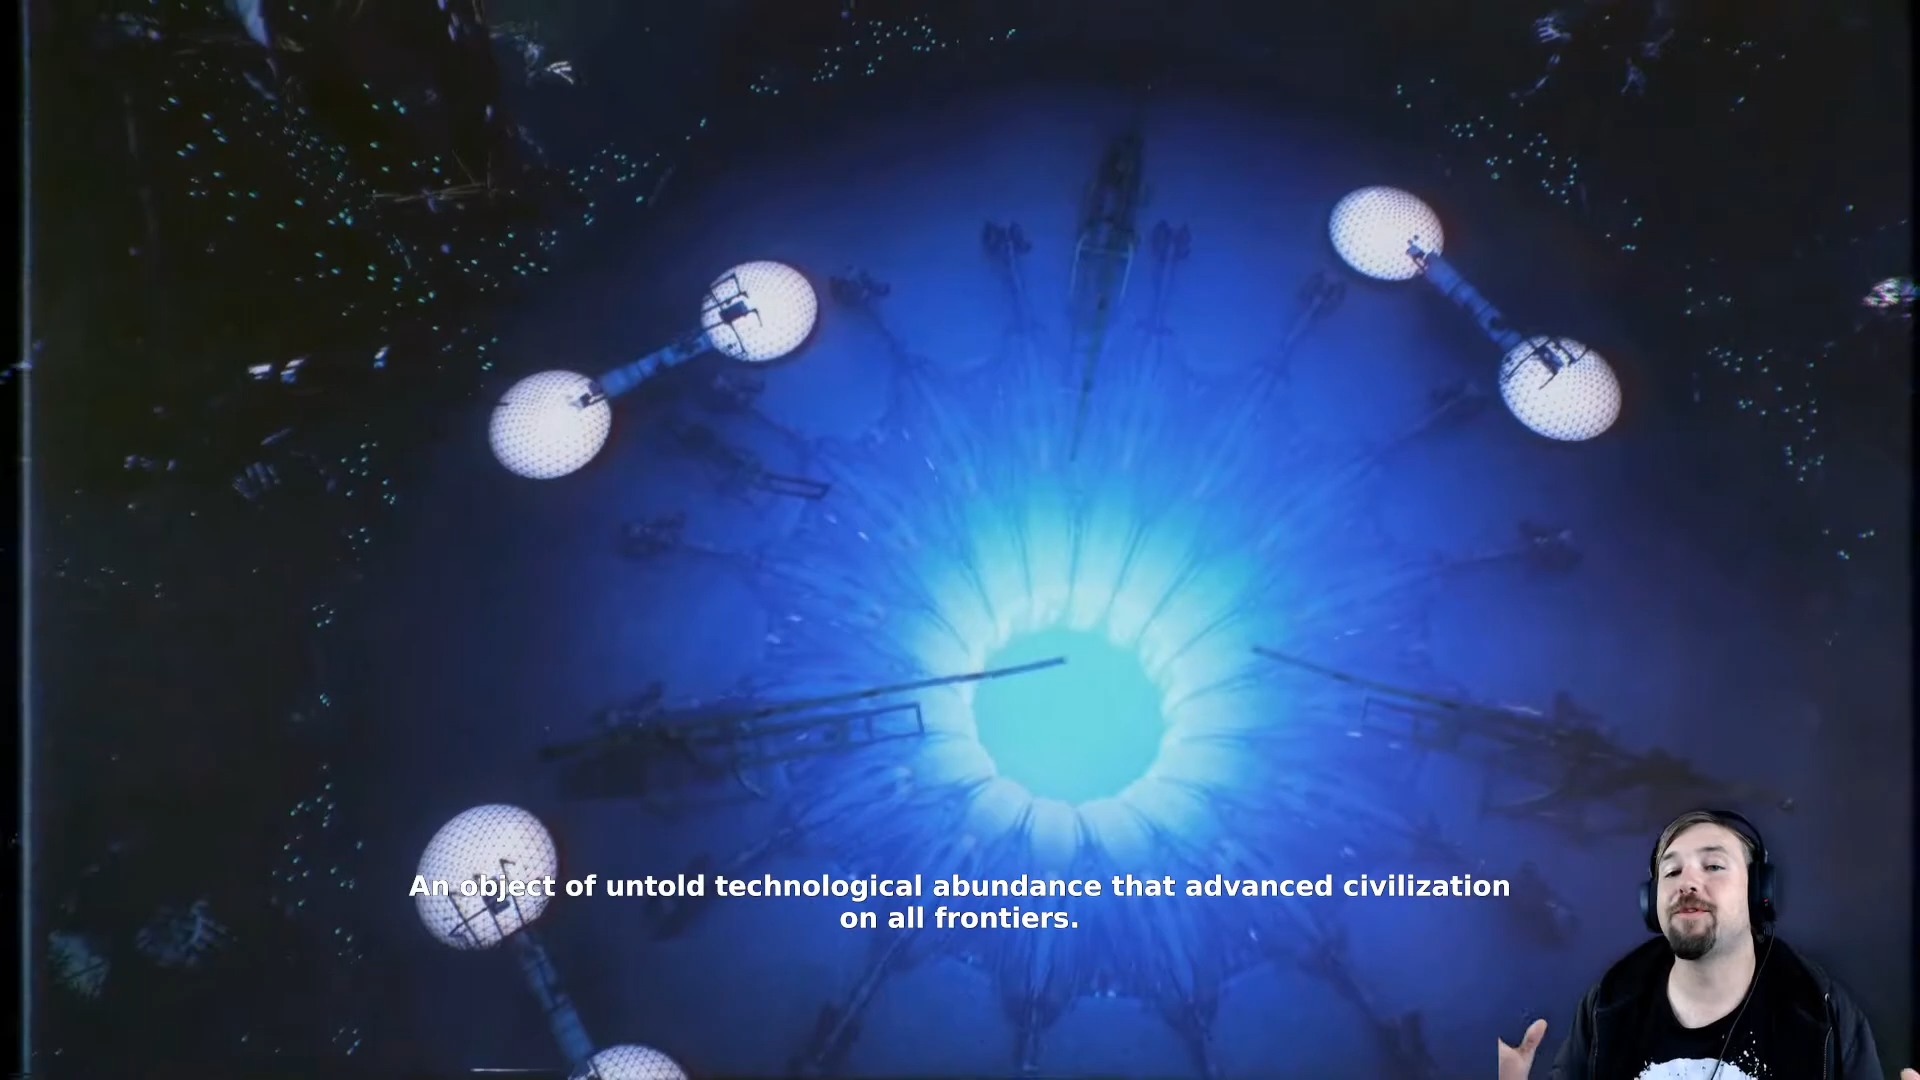 An object of untold technological abundance that advanced civilization
on all frontiers.